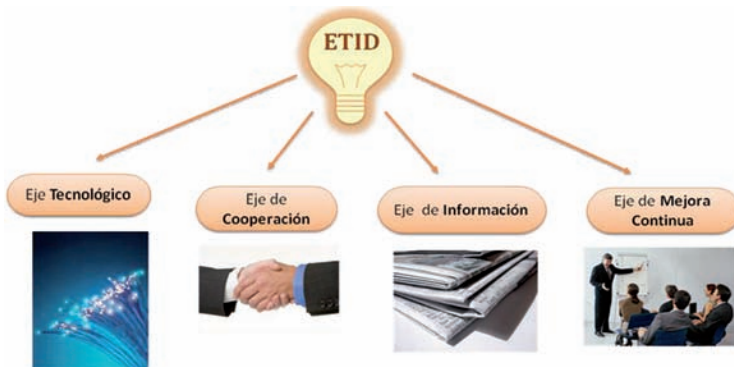 ETID
Eje Tecnológico
Eje de
Cooperación
Eje de Información
Eje de Mejora
Continua